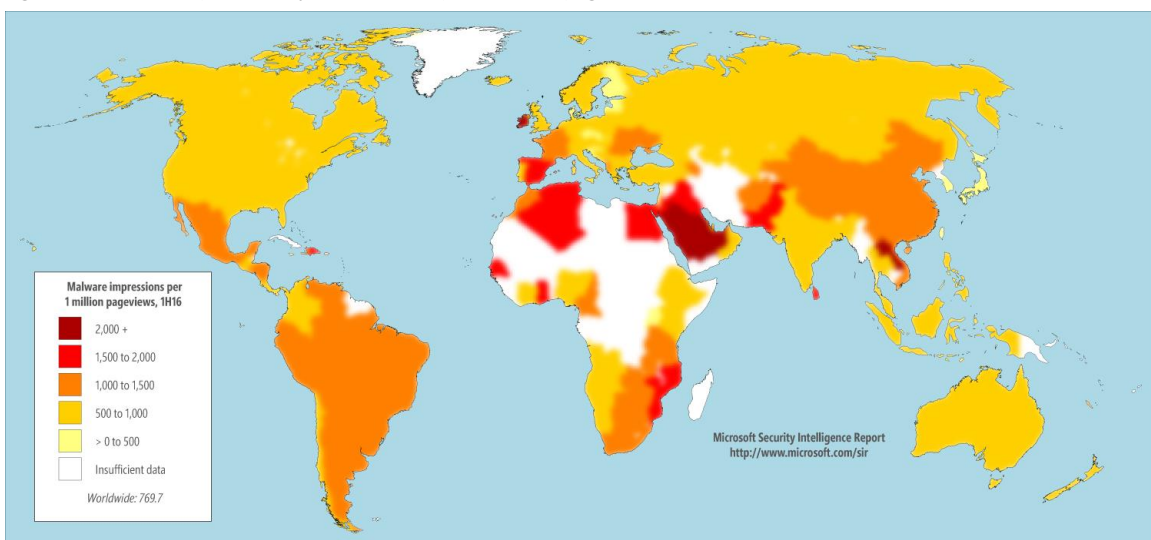 Malware impressions per
1 million pageviews, 1H16
2,000 +
1,500 to 2,000
1,000 to 1,500
500 to 1,000
> 0 to 500
Insufficient data
Worldwide: 769.7
Microsoft Security Intelligence Report
http://www.microsoft.com/sir